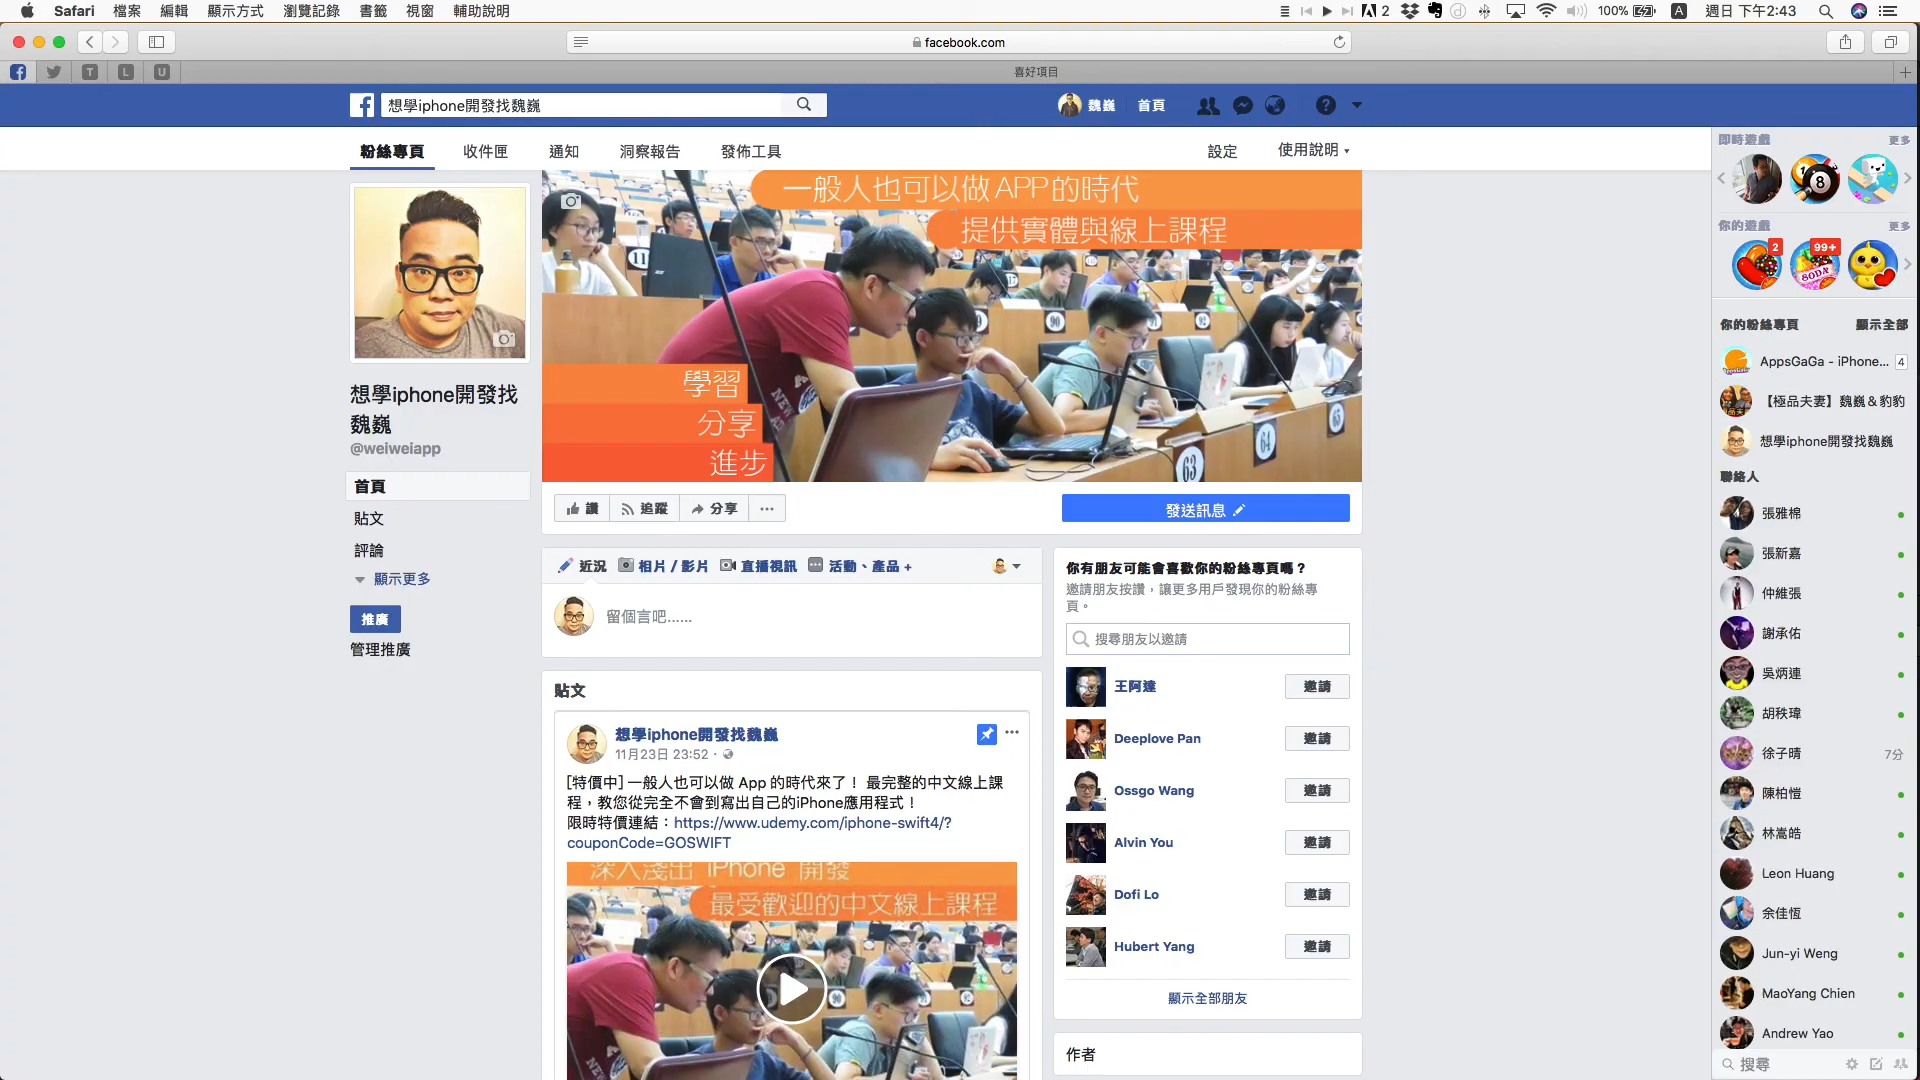 Safari 檔案 編輯 顯示方式 瀏覽記錄 書籤 視窗 輔助說明 2 100% A 週日 下午2:43
facebook.com
T L U 喜好項目
想學iphone開發找魏巍 魏巍 首頁
粉絲專頁 收件匣 通知 洞察報告 發佈工具 設定 使用說明
一般人也可以做APP的時代
提供實體與線上課程
學習
分享
進步
想學iphone開發找
魏巍
@weiweiapp
首頁
貼文
評論
顯示更多
推廣
管理推廣
讚 追蹤 分享 ...
發送訊息
近況 相片 / 影片 直播視訊 活動、產品 +
留個言吧......
貼文
想學iphone開發找魏巍
11月23日 23:52
[特價中] 一般人也可以做 App 的時代來了！ 最完整的中文線上課
程，教您從完全不會到寫出自己的iPhone應用程式！
限時特價連結：https://www.udemy.com/iphone-swift4/?
couponCode=GOSWIFT
深入淺出 iPhone 開發
最受歡迎的中文線上課程
你有朋友可能會喜歡你的粉絲專頁嗎？
邀請朋友按讚，讓更多用戶發現你的粉絲專
頁。
搜尋朋友以邀請
王阿達 邀請
Deeplove Pan 邀請
Ossgo Wang 邀請
Alvin You 邀請
Dofi Lo 邀請
Hubert Yang 邀請
顯示全部朋友
作者
即時遊戲 更多
8
你的遊戲 更多
2 99+
SODA
你的粉絲專頁 顯示全部
AppsGaGa - iPhone... 4
【極品夫妻】魏巍＆豹豹
想學iphone開發找魏巍
聯絡人
張雅棉
張新嘉
仲維張
謝承佑
吳炳連
胡秩瑋
徐子晴 7分
陳柏愷
林嵩皓
Leon Huang
余佳恆
Jun-yi Weng
MaoYang Chien
Andrew Yao
搜尋